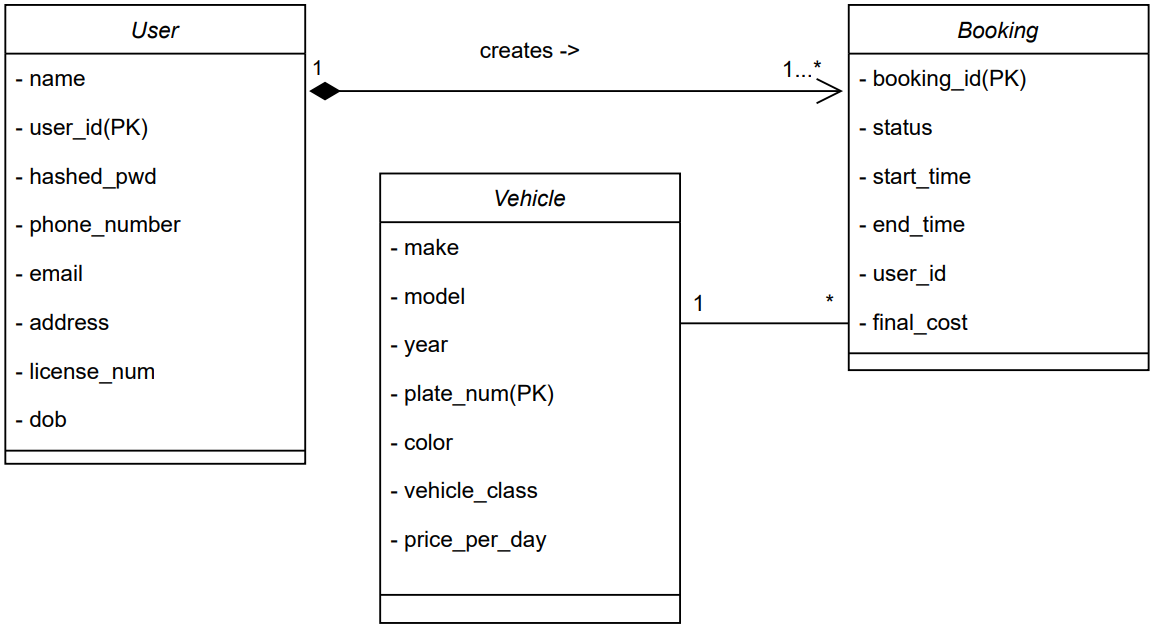 User
- name
- user_id(PK)
- hashed_pwd
- phone_number
- email
- address
- license_num
- dob
creates ->
1
1...*
Vehicle
- make
- model
- year
- plate_num(PK)
- color
- vehicle_class
- price_per_day
1
*
Booking
- booking_id(PK)
- status
- start_time
- end_time
- user_id
- final_cost